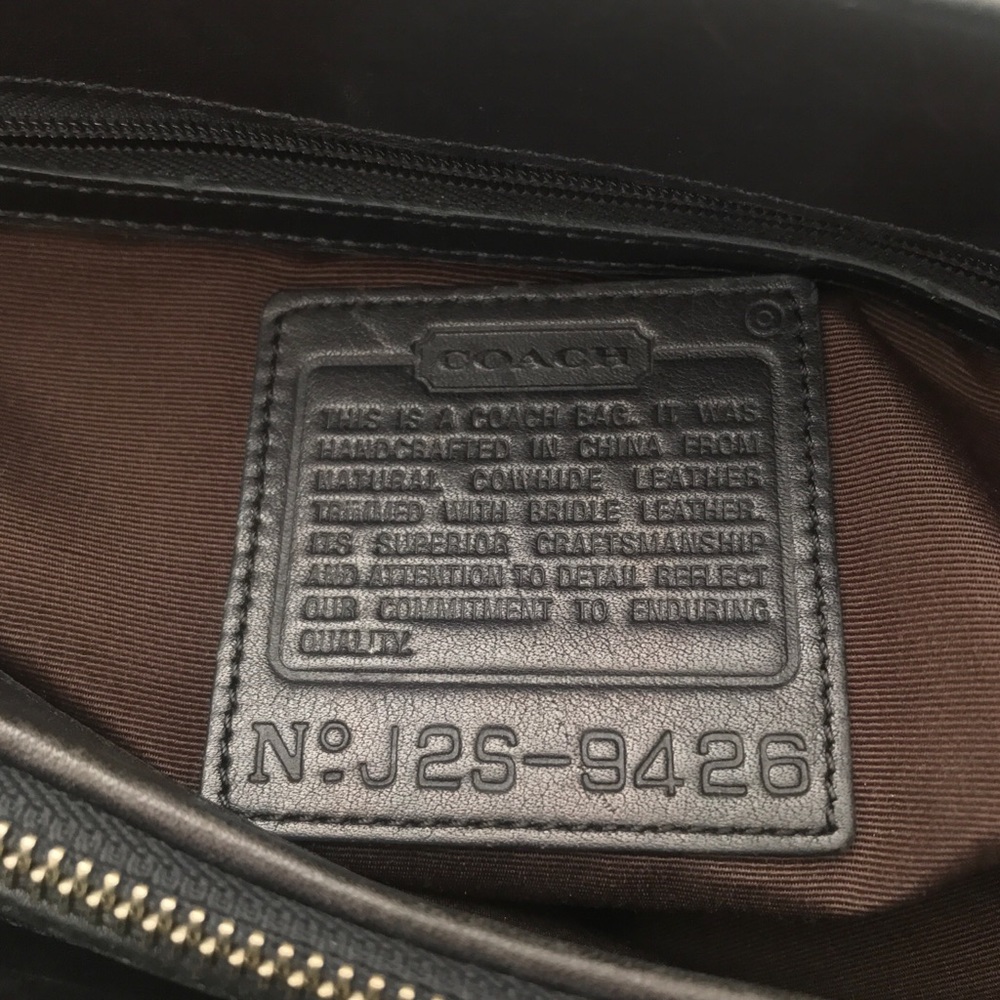 COACH
THIS IS A COACH BAG. IT WAS
HANDCRAFTED IN CHINA FROM
NATURAL COWHIDE LEATHER
TRIMMED WITH BRIDLE LEATHER.
ITS SUPERIOR CRAFTSMANSHIP
AND ATTENTION TO DETAIL REFLECT
OUR COMMITMENT TO ENDURING
QUALITY.
Nº:J2S-9426